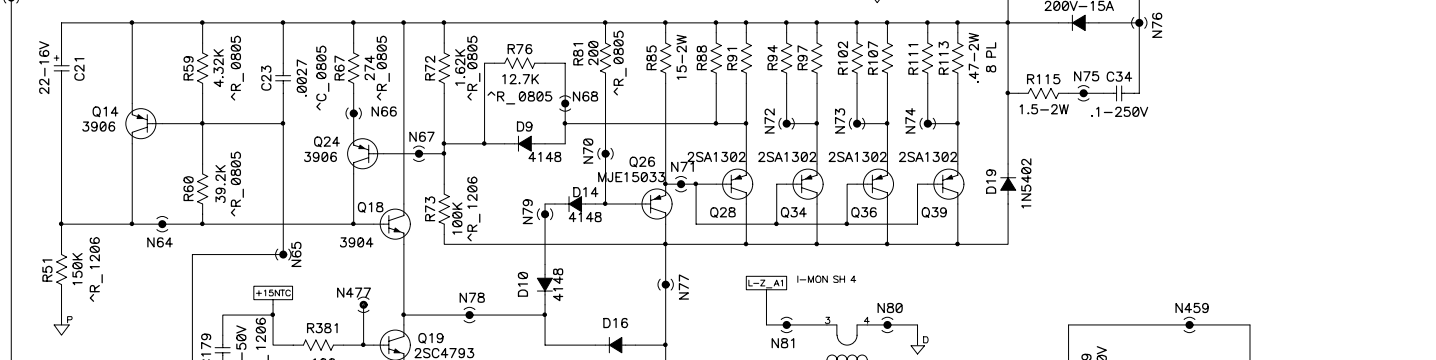 200V-15A
N76
22-16V
+
C21
R59
4.32K
^R_0805
C23
.0027
^C_0805
R67
274
^R_0805
R72
1.62K
^R_0805
R76
12.7K
^R_0805
N68
R81
200
^R_0805
R85
15-2W
R88
R91
R94
R97
R102
R107
R111
R113
.47-2W
8 PL
R115
1.5-2W
N75
C34
.1-250V
Q14
3906
N66
Q24
3906
N67
D9
4148
N70
N72
N73
N74
R60
39.2K
^R_0805
Q26
MJE15033
N71
2SA1302
2SA1302
2SA1302
2SA1302
D19
1N5402
Q28
Q34
Q36
Q39
D14
4148
N79
Q18
3904
R73
100K
^R_1206
N64
N65
R51
150K
^R_1206
P
+15NTC
N477
N78
D10
4148
N77
L-Z_A1
I-MON SH 4
N81
3
4
N80
D
N459
R381
Q19
2SC4793
D16
-50V
1206